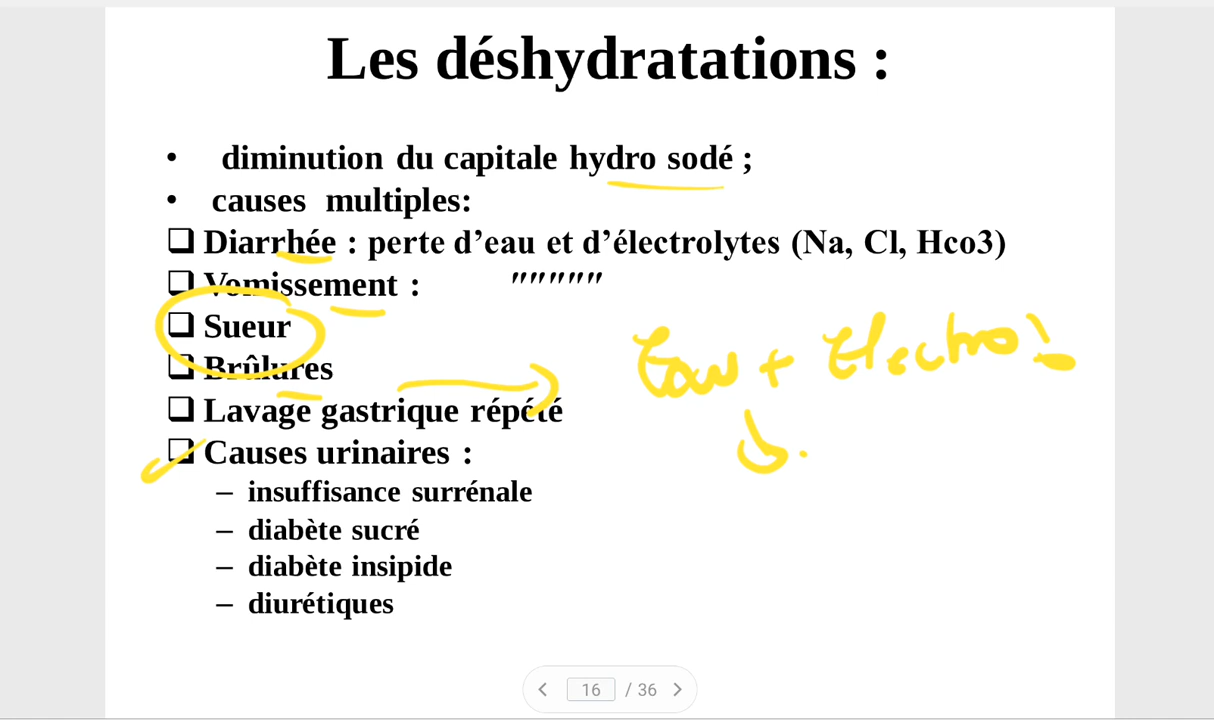 Les déshydratations :
• diminution du capitale hydro sodé ;
• causes multiples:
❑ Diarrhée : perte d'eau et d'électrolytes (Na, Cl, Hco3)
❑ Vomissement : """""
❑ Sueur
❑ Brûlures
Eau + Electro
❑ Lavage gastrique répété
❑ Causes urinaires :
– insuffisance surrénale
– diabète sucré
– diabète insipide
– diurétiques
16 / 36